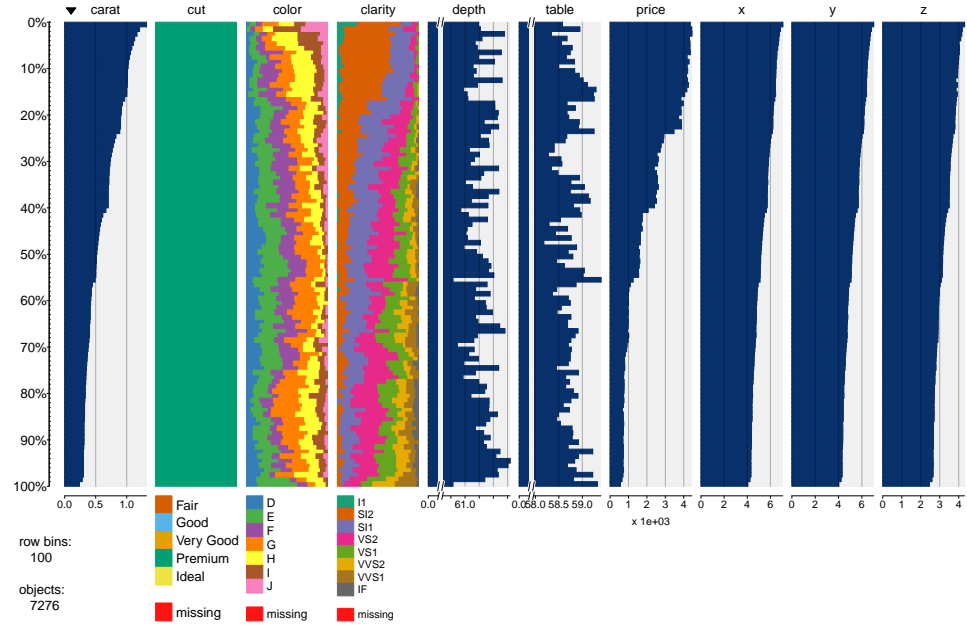 carat cut color clarity depth table price x y z
0%
10%
20%
30%
40%
50%
60%
70%
80%
90%
100%
0.0 0.5 1.0
61.0
0.0
58.0 58.5 59.0
0 1 2 3 4
x 1e+03
0 2 4 6
0 2 4 6
0 1 2 3 4
Fair
Good
Very Good
Premium
Ideal
missing
D
E
F
G
H
I
J
missing
I1
SI2
SI1
VS2
VS1
VVS2
VVS1
IF
missing
row bins:
100
objects:
7276